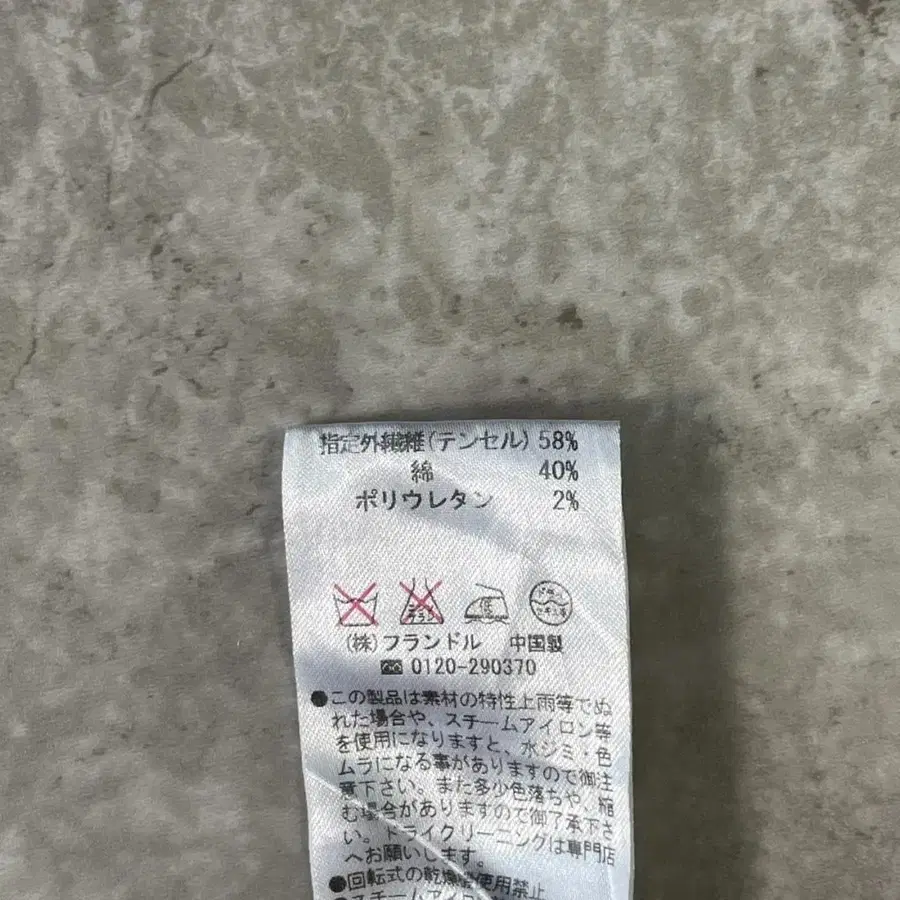 指定外繊維(テンセル) 58%
綿 40%
ポリウレタン 2%
低
(株)フランドル 中国製
☎ 0120-290370
●この製品は素材の特性上雨等でぬ
れた場合や、スチームアイロン等
を使用になりますと、水ジミ・色
ムラになる事がありますので御注
意下さい。また多少色落ちや、縮
む場合がありますので御了承下さ
い。ドライクリーニングは専門店
へお願いします。
●回転式の乾燥 使用禁止